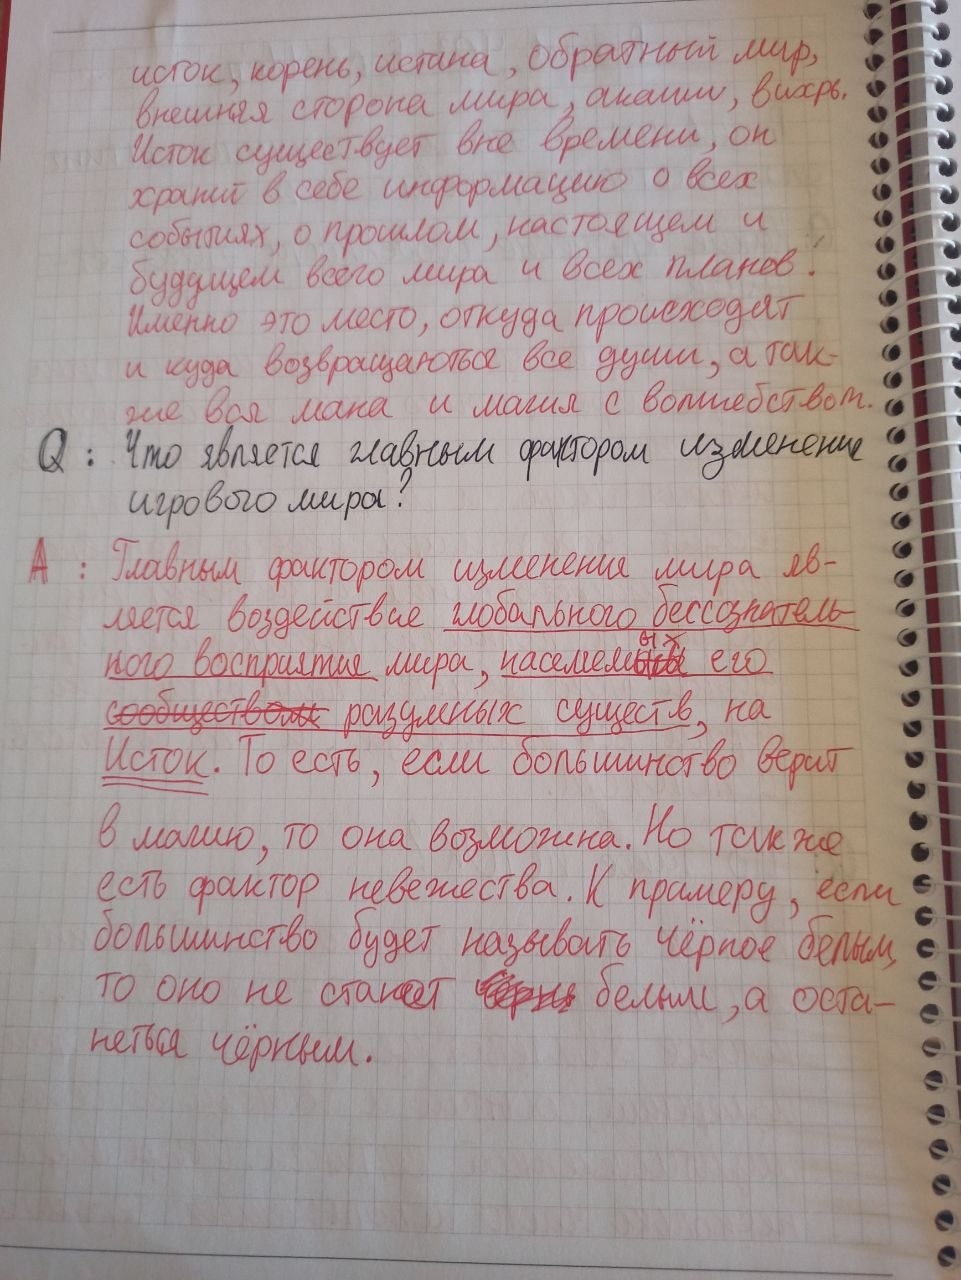 исток, корень, истина, обратный мир,
внешняя сторона мира, акаши, вихрь.
Исток существует вне времени, он
хранит в себе информацию о всех
событиях, о прошлом, настоящем и
будущем всего мира и всех планов.
Именно это место, откуда происходят
и куда возвращаються все души, а так-
же вся мана и магия с волшебством.
Q: Что является главным фактором изменение
игрового мира?
A: Главным фактором изменения мира яв-
ляется воздействие глобального бессознатель-
ного восприятия мира, населяемых его
сообществом разумных существ, на
Исток. То есть, если большинство верит
в магию, то она возможна. Но также
есть фактор невежества. К примеру, если
большинство будет называть чёрное белым,
то оно не станет белым, а оста-
неться чёрным.